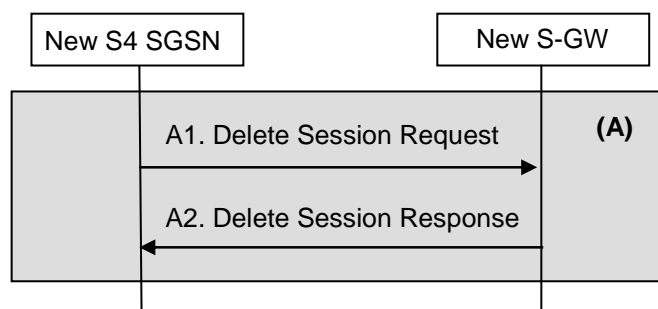 New S4 SGSN
New S-GW
(A)
A1. Delete Session Request
A2. Delete Session Response